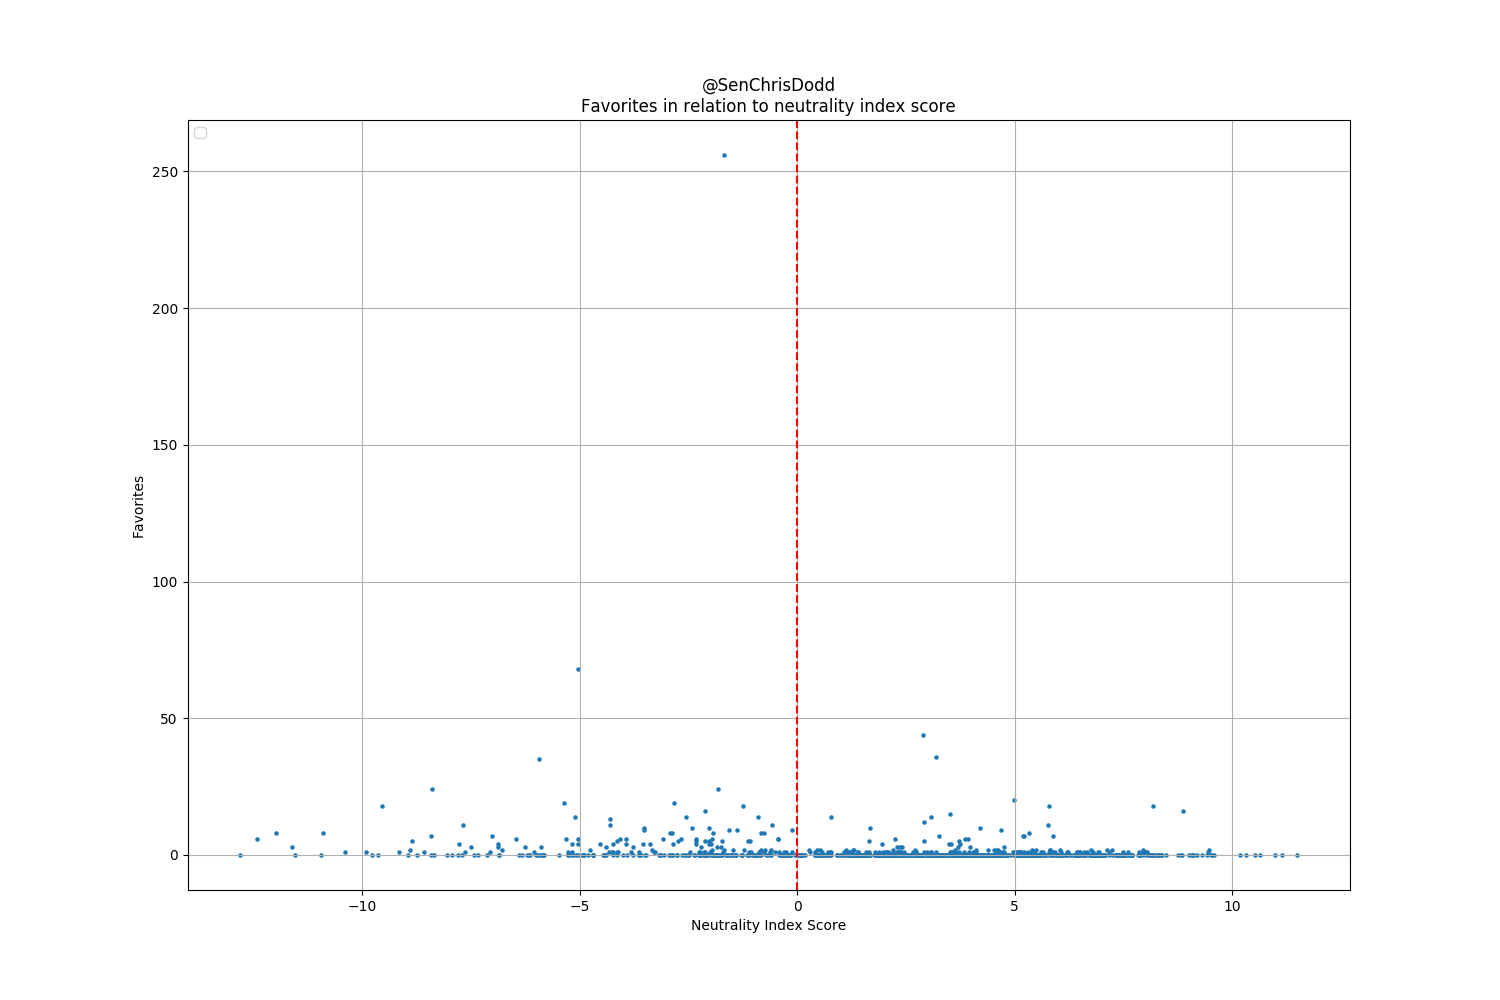 @SenChrisDodd
Favorites in relation to neutrality index score
250
200
150
100
50
0
Favorites
−10
−5
0
5
10
Neutrality Index Score